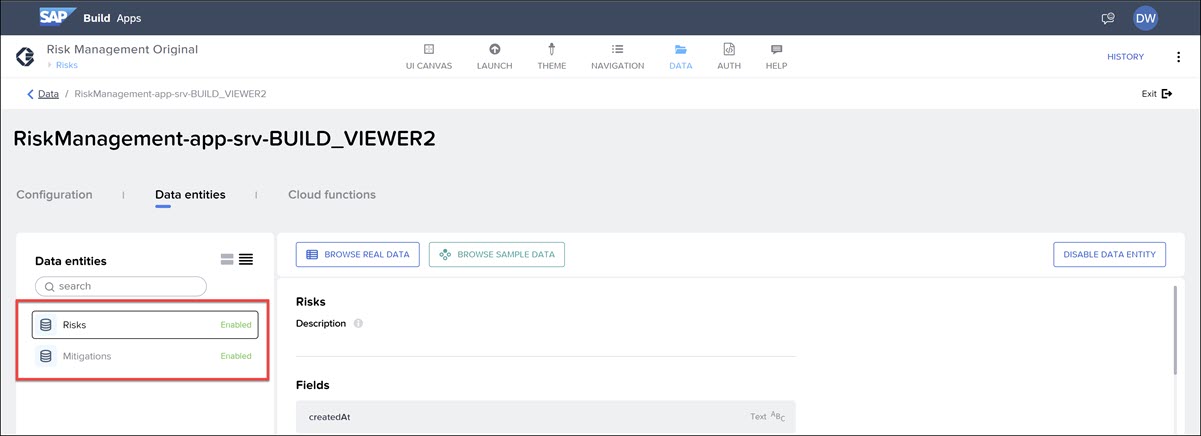 SAP Build Apps DW
Risk Management Original
Risks
UI CANVAS LAUNCH THEME NAVIGATION DATA AUTH HELP
HISTORY
Data / RiskManagement-app-srv-BUILD_VIEWER2
Exit
RiskManagement-app-srv-BUILD_VIEWER2
Configuration Data entities Cloud functions
Data entities
search
Risks Enabled
Mitigations Enabled
BROWSE REAL DATA BROWSE SAMPLE DATA DISABLE DATA ENTITY
Risks
Description
Fields
createdAt Text ABC